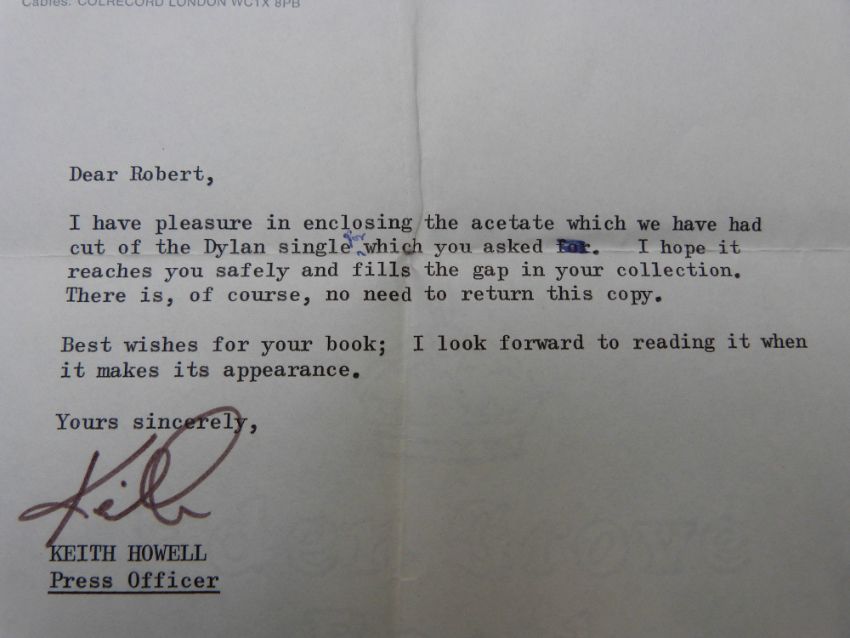 Cables: COLRECORD LONDON WC1X 8PB
Dear Robert,
I have pleasure in enclosing the acetate which we have had
cut of the Dylan single for which you asked for. I hope it
reaches you safely and fills the gap in your collection.
There is, of course, no need to return this copy.
Best wishes for your book; I look forward to reading it when
it makes its appearance.
Yours sincerely,
Keith
KEITH HOWELL
Press Officer